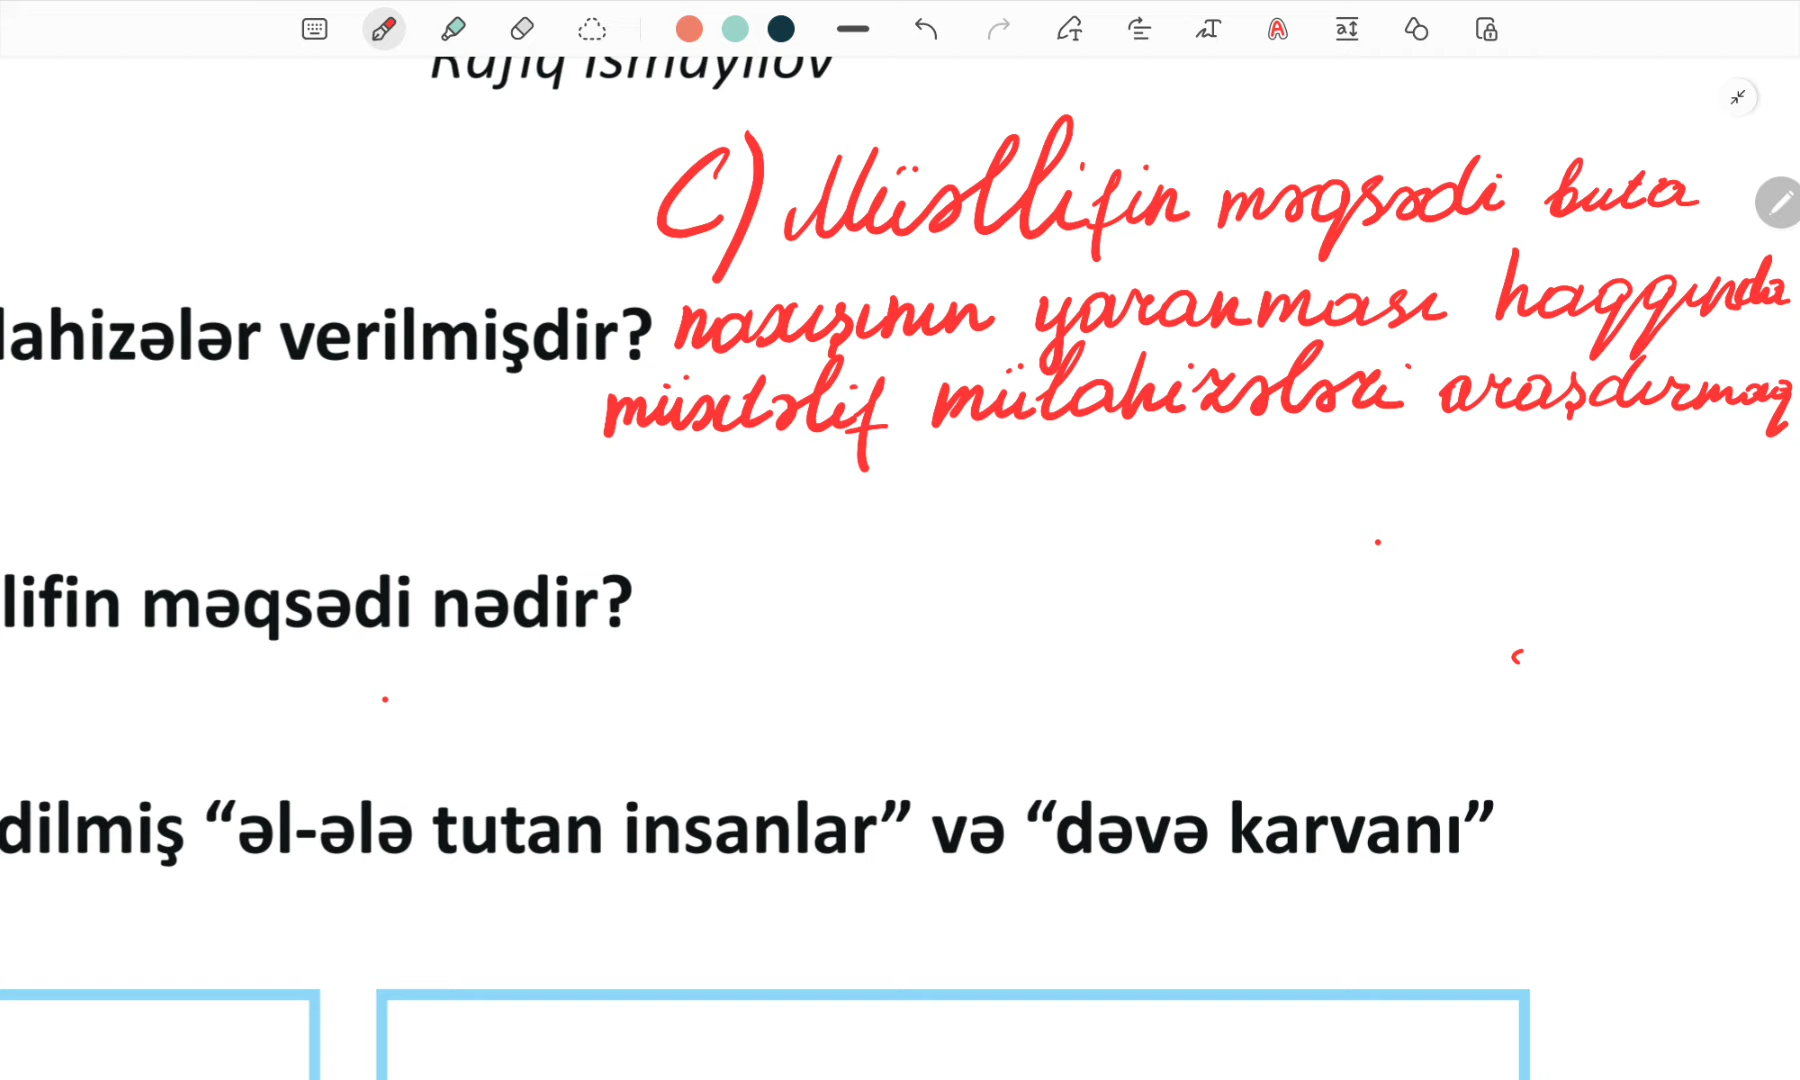 Rafiq İsmayılov
C) Müəllifin məqsədi buta
lahizələr verilmişdir? naxışının yaranması haqqında
müxtəlif mülahizələri araşdırmaq
lifin məqsədi nədir?
dilmiş “əl-ələ tutan insanlar” və “dəvə karvanı”